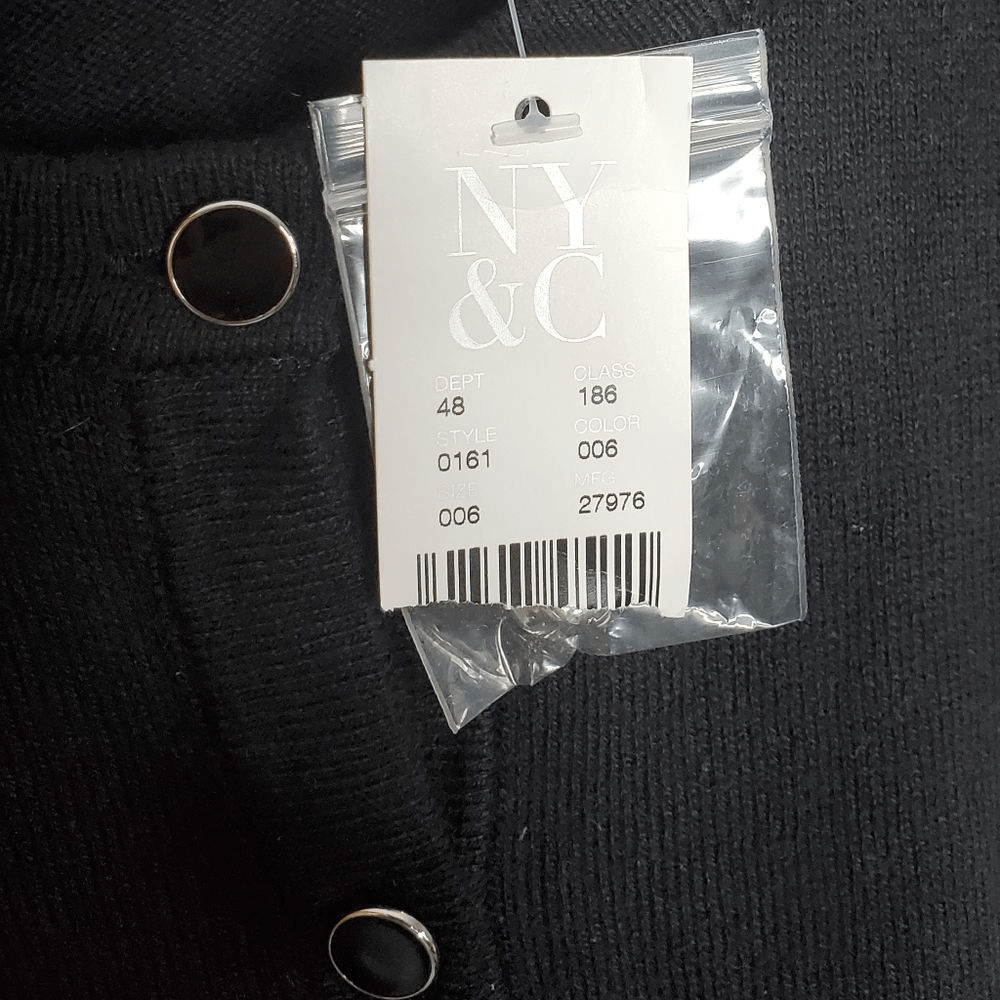 NY
&C
DEPT CLASS
48 186
STYLE COLOR
0161 006
SIZE MFG
006 27976